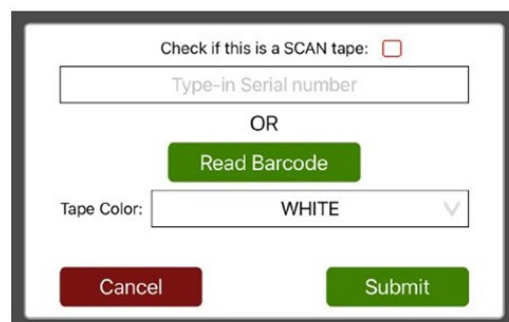 Check if this is a SCAN tape:
Type-in Serial number
OR
Read Barcode
Tape Color: WHITE
Cancel Submit